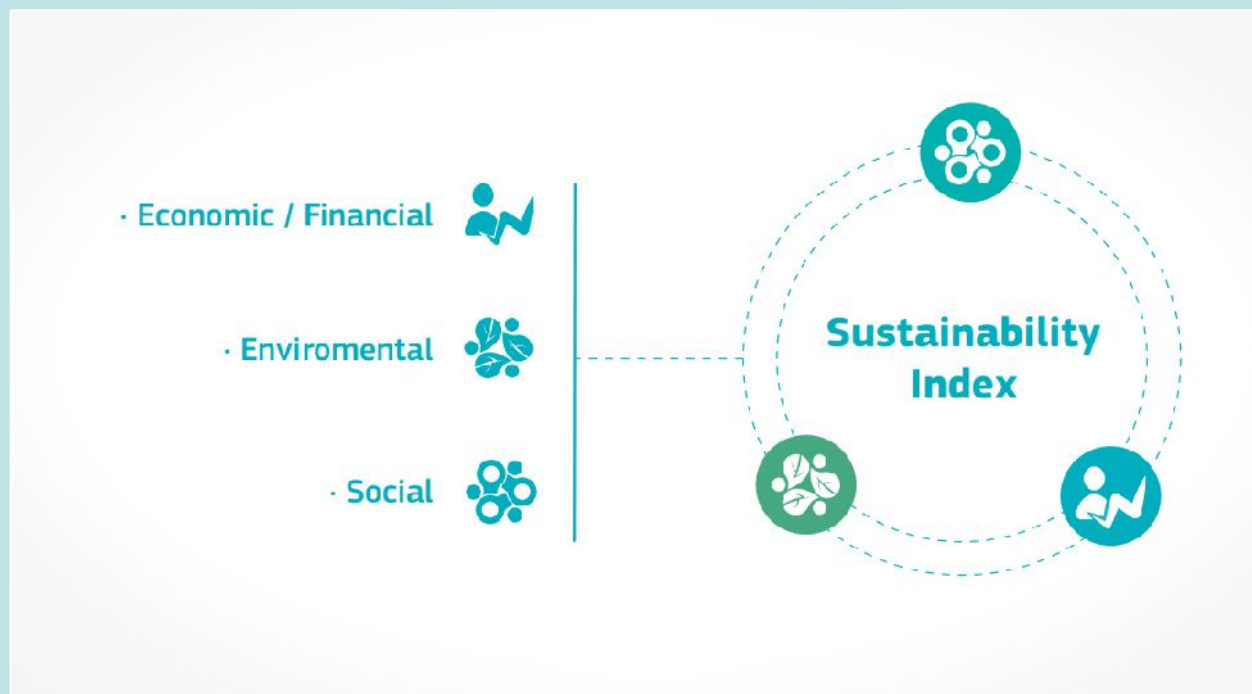 · Economic / Financial
· Enviromental
· Social
Sustainability
Index